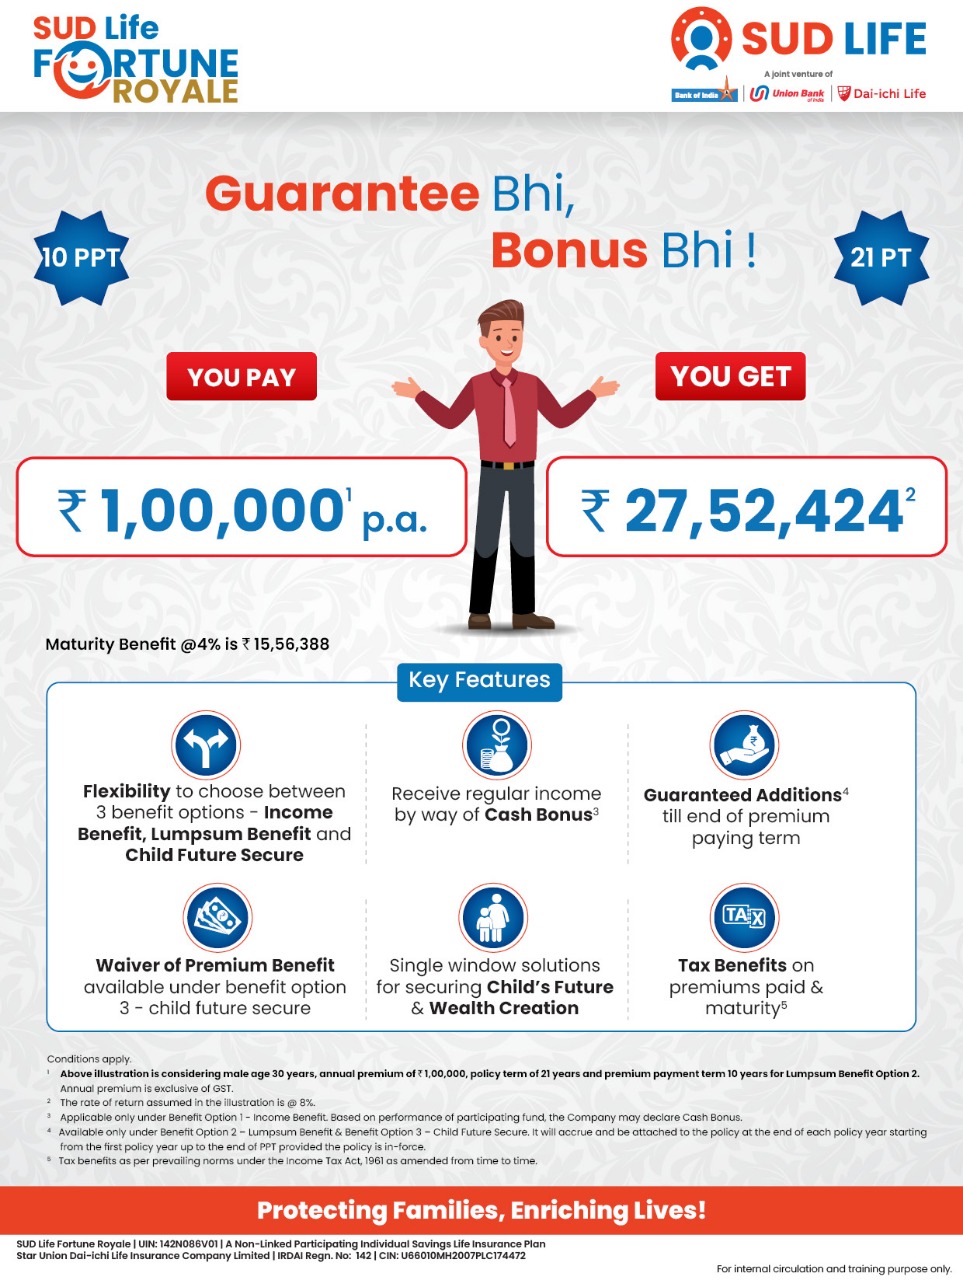 SUD Life
FORTUNE
ROYALE
SUD LIFE
A joint venture of
Bank of India
Union Bank
of India
Dai-ichi Life
Guarantee Bhi,
Bonus Bhi !
10 PPT
21 PT
YOU PAY
YOU GET
₹ 1,00,000¹ p.a.
₹ 27,52,424²
Maturity Benefit @4% is ₹ 15,56,388
Key Features
Flexibility to choose between
3 benefit options - Income
Benefit, Lumpsum Benefit and
Child Future Secure
Receive regular income
by way of Cash Bonus³
Guaranteed Additions⁴
till end of premium
paying term
Waiver of Premium Benefit
available under benefit option
3 - child future secure
Single window solutions
for securing Child's Future
& Wealth Creation
TAX
Tax Benefits on
premiums paid &
maturity⁵
Conditions apply.
¹ Above illustration is considering male age 30 years, annual premium of ₹ 1,00,000, policy term of 21 years and premium payment term 10 years for Lumpsum Benefit Option 2.
Annual premium is exclusive of GST.
² The rate of return assumed in the illustration is @ 8%.
³ Applicable only under Benefit Option 1 - Income Benefit. Based on performance of participating fund, the Company may declare Cash Bonus.
⁴ Available only under Benefit Option 2 – Lumpsum Benefit & Benefit Option 3 – Child Future Secure. It will accrue and be attached to the policy at the end of each policy year starting
from the first policy year up to the end of PPT provided the policy is in-force.
⁵ Tax benefits as per prevailing norms under the Income Tax Act, 1961 as amended from time to time.
Protecting Families, Enriching Lives!
SUD Life Fortune Royale | UIN: 142N086V01 | A Non-Linked Participating Individual Savings Life Insurance Plan
Star Union Dai-ichi Life Insurance Company Limited | IRDAI Regn. No: 142 | CIN: U66010MH2007PLC174472
For internal circulation and training purpose only.